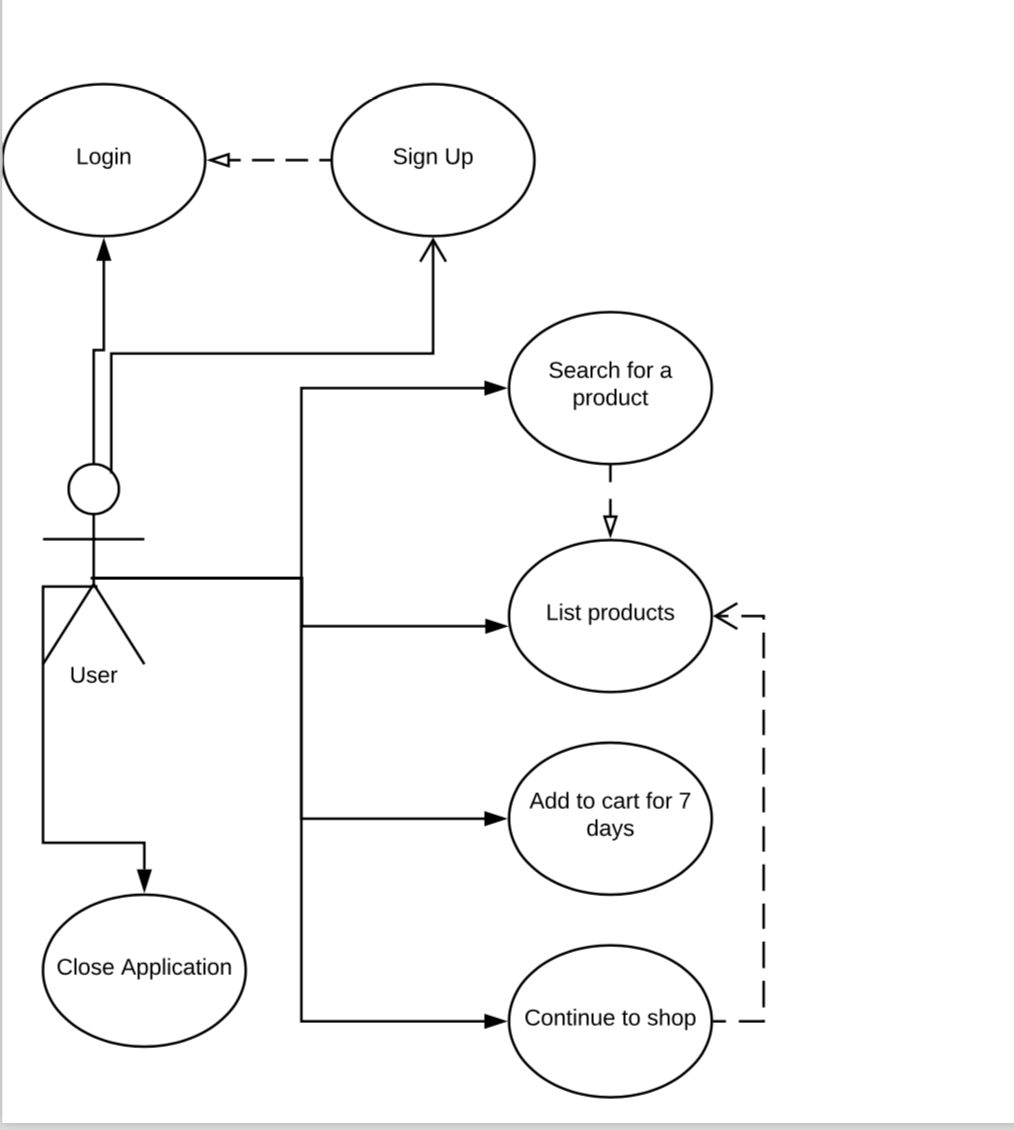 Login
Sign Up
Search for a
product
List products
User
Add to cart for 7
days
Close Application
Continue to shop